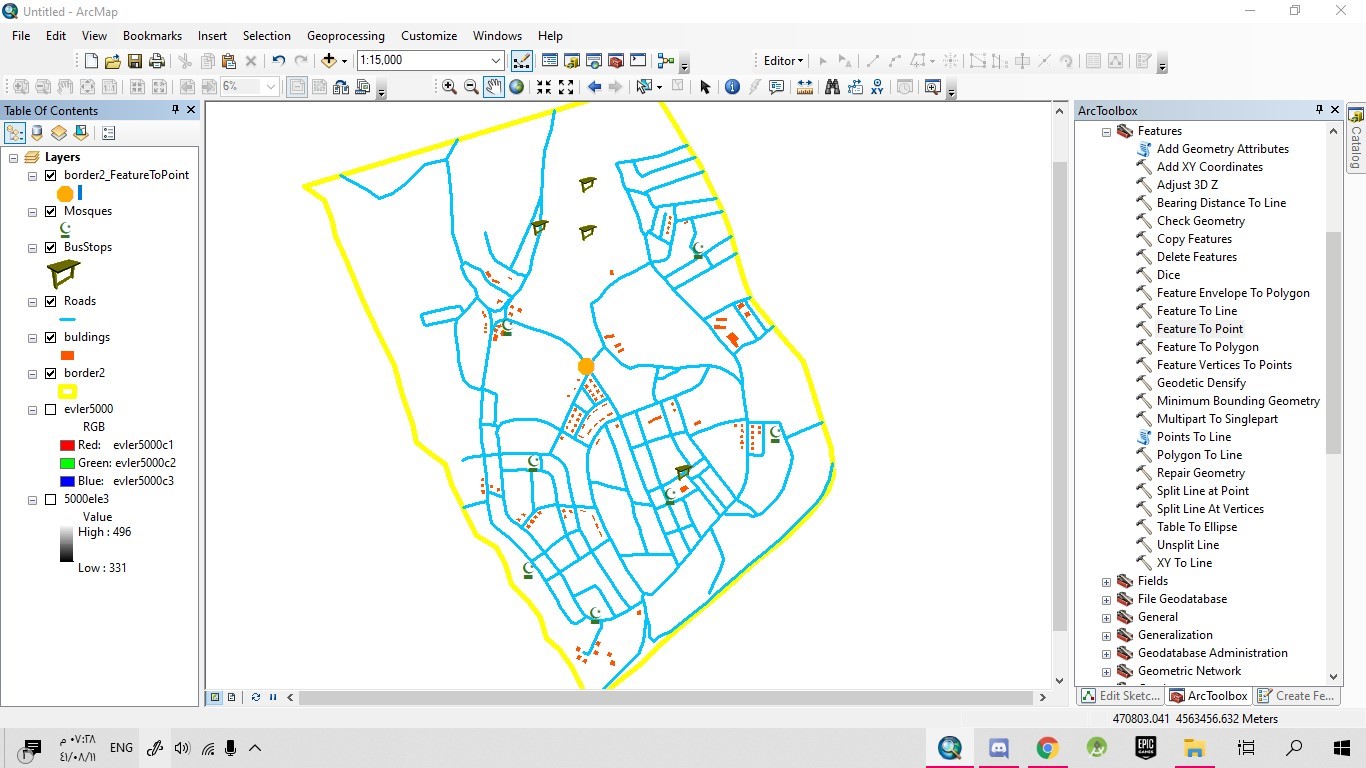 Untitled - ArcMap
File Edit View Bookmarks Insert Selection Geoprocessing Customize Windows Help
1:15,000
Editor
6%
Table Of Contents
Layers
border2_FeatureToPoint
Mosques
BusStops
Roads
buldings
border2
evler5000
RGB
Red: evler5000c1
Green: evler5000c2
Blue: evler5000c3
5000ele3
Value
High : 496
Low : 331
ArcToolbox
Features
Add Geometry Attributes
Add XY Coordinates
Adjust 3D Z
Bearing Distance To Line
Check Geometry
Copy Features
Delete Features
Dice
Feature Envelope To Polygon
Feature To Line
Feature To Point
Feature To Polygon
Feature Vertices To Points
Geodetic Densify
Minimum Bounding Geometry
Multipart To Singlepart
Points To Line
Polygon To Line
Repair Geometry
Split Line at Point
Split Line At Vertices
Table To Ellipse
Unsplit Line
XY To Line
Fields
File Geodatabase
General
Generalization
Geodatabase Administration
Geometric Network
Edit Sketc... ArcToolbox Create Fe...
Catalog
470803.041 4563456.632 Meters
ENG
٠٧:٢٨ م
٤١/٠٨/١١
EPIC GAMES